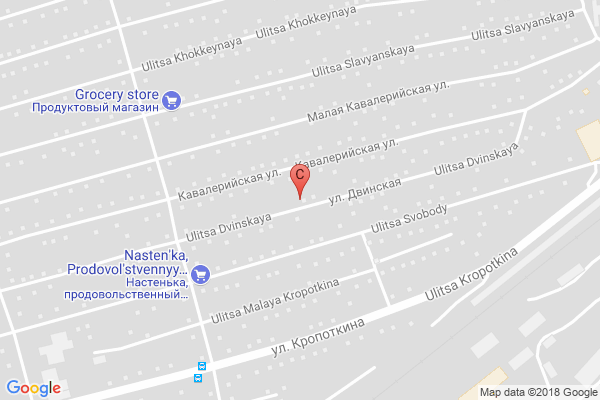 Ulitsa Khokkeynaya
Ulitsa Khokkeynaya
Ulitsa Slavyanskaya
Ulitsa Slavyanskaya
Grocery store
Продуктовый магазин
Малая Кавалерийская ул.
Кавалерийская ул.
Кавалерийская ул.
Ulitsa Dvinskaya
C
ул. Двинская
Ulitsa Dvinskaya
Ulitsa Svobody
Nasten'ka,
Prodovol'stvennyy...
Настенька,
продовольственный...
Ulitsa Kropotkina
Ulitsa Malaya Kropotkina
ул. Кропоткина
Google
Map data ©2018 Google